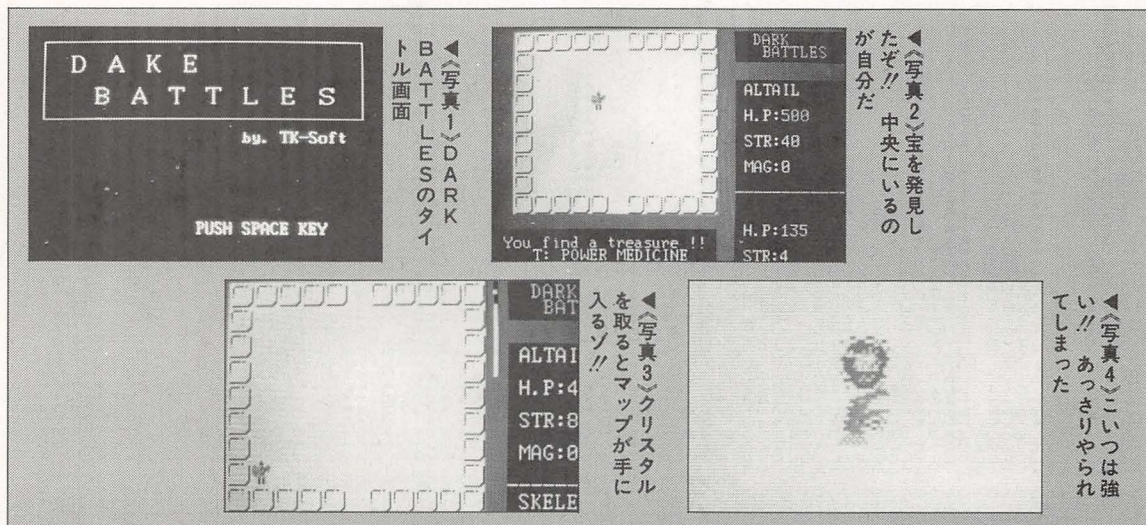 DAKE
BATTLES
by. TK-Soft
PUSH SPACE KEY
◀《写真1》DARK
BATTLESのタイ
トル画面
DARK
BATTLES
ALTAIL
H.P:500
STR:40
MAG:0
H.P:135
STR:4
You find a treasure !!
T: POWER MEDICINE
◀《写真2》宝を発見し
たぞ!! 中央にいるの
が自分だ
DARK
BAT
ALTAI
H.P:4
STR:8
MAG:0
SKELE
◀《写真3》クリスタル
を取るとマップが手に
入るゾ!!
◀《写真4》こいつは強
い!! あっさりやられ
てしまった